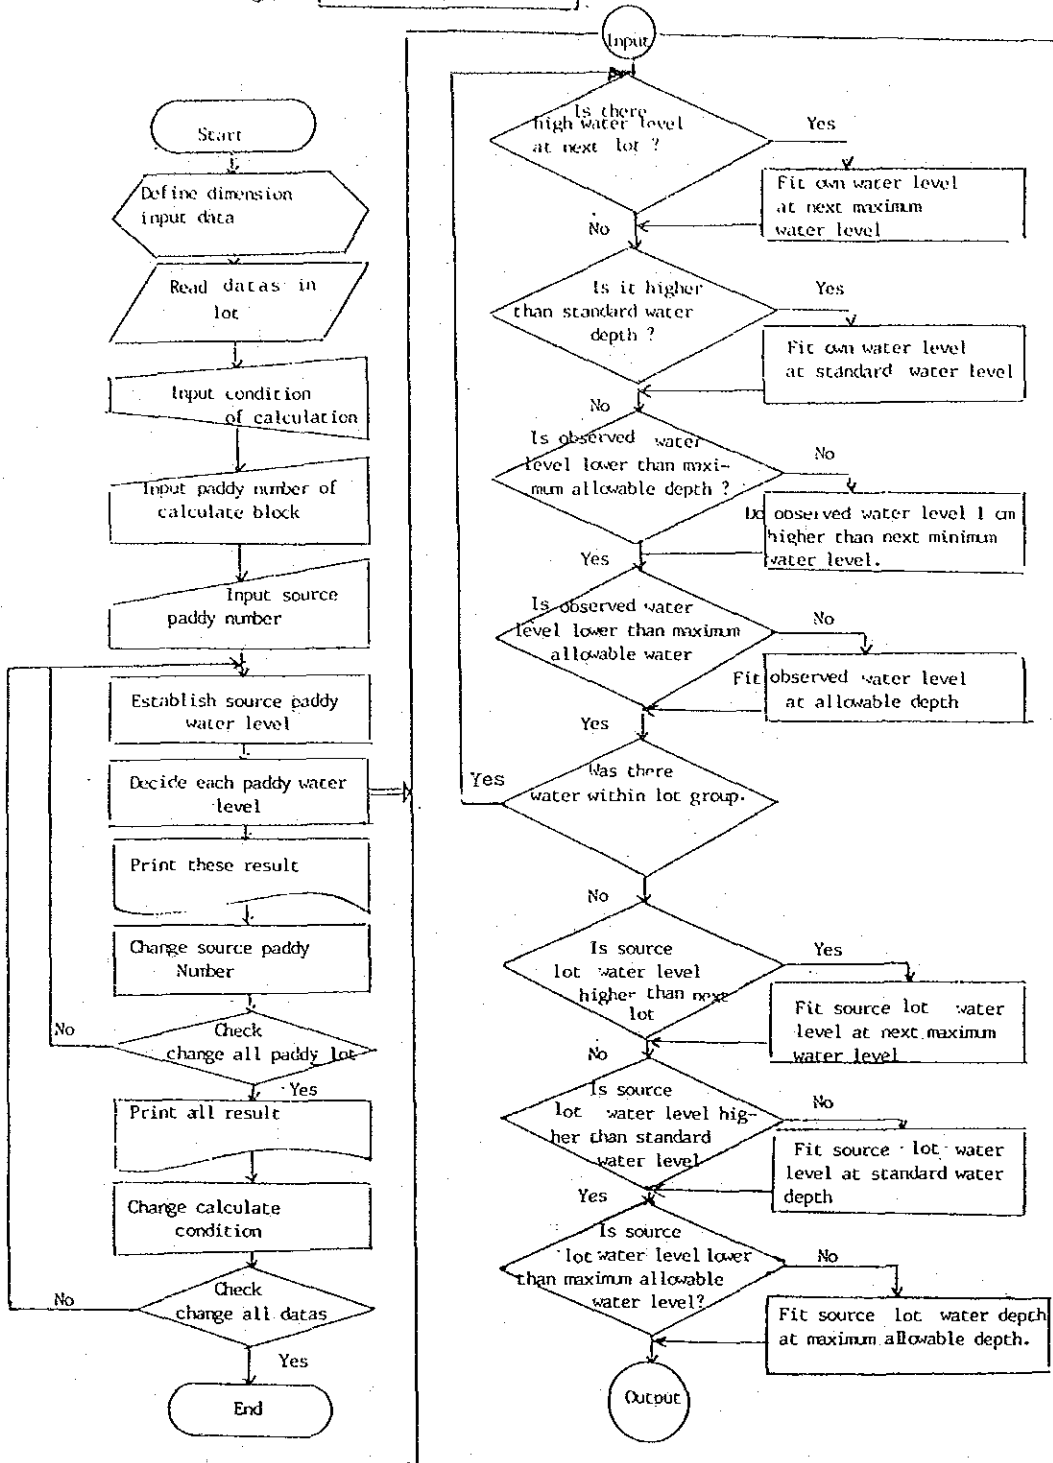 Start
Define dimension
input data
Read datas in
lot
Input condition
of calculation
Input paddy number of
calculate block
Input source
paddy number
Establish source paddy
water level
Decide each paddy water
level
Print these result
Change source paddy
Number
No
Check
change all paddy lot
Yes
Print all result
Change calculate
condition
No
Check
change all datas
Yes
End
Input
Is there
high water level
at next lot ?
Yes
Fit own water level
at next maximum
water level
No
Is it higher
than standard water
depth ?
Yes
Fit own water level
at standard water level
No
Is observed water
level lower than maxi-
mum allowable depth ?
No
Do observed water level 1 cm
higher than next minimum
water level.
Yes
Is observed water
level lower than maximum
allowable water
No
Fit observed water level
at allowable depth
Yes
Was there
water within lot group.
Yes
No
Is source
lot water level
higher than next
lot
Yes
Fit source lot water
level at next maximum
water level
No
Is source
lot water level hig-
her than standard
water level
No
Fit source lot water
level at standard water
depth
Yes
Is source
lot water level lower
than maximum allowable
water level?
No
Fit source lot water depth
at maximum allowable depth.
Output